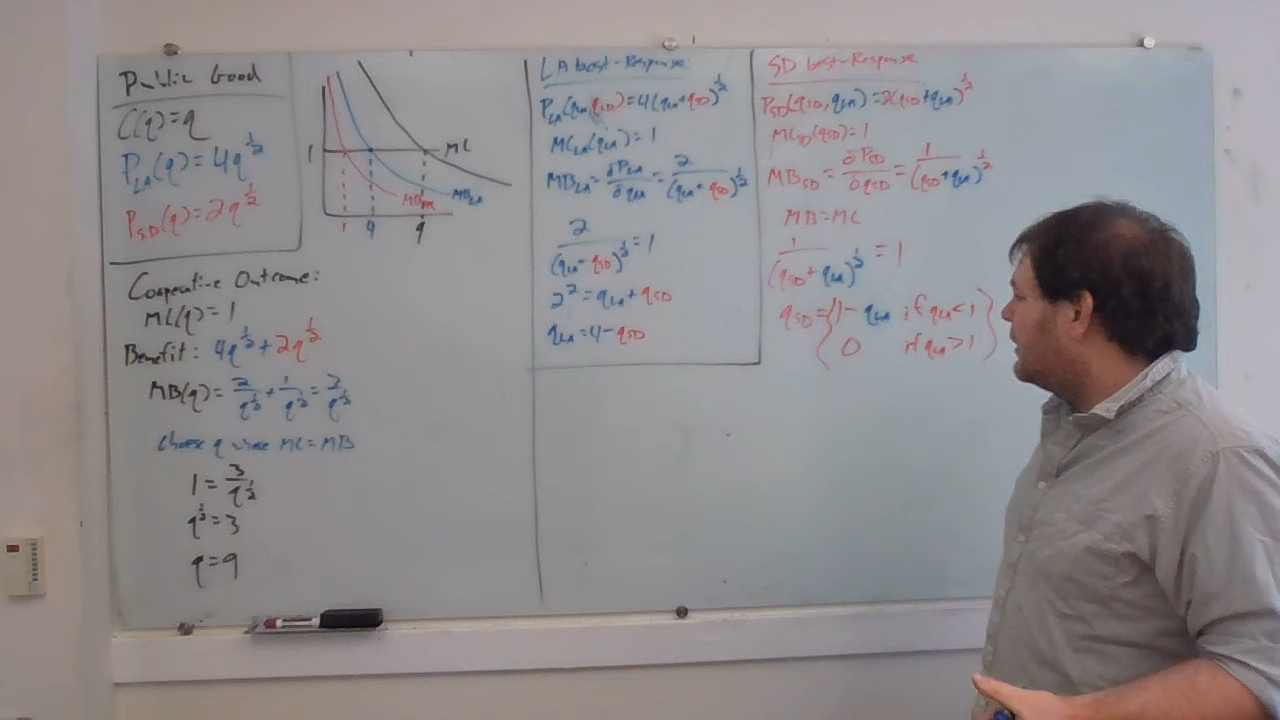 Public Good
C(q)=q
P_LA(q)=4q^½
P_SD(q)=2q^½
1
MC
MB_LA
1 4 9
Cooperative Outcome:
MC(q)=1
Benefit: 4q^½+2q^½
MB(q)=2/q^½+1/q^½=3/q^½
choose q where MC=MB
1=3/q^½
q^½=3
q=9
LA best-Response
P_LA(q_LA,q_SD)=4(q_LA+q_SD)^½
MC_LA(q_LA)=1
MB_LA=∂P_LA/∂q_LA=2/(q_LA+q_SD)^½
2/(q_LA-q_SD)^½=1
2²=q_LA+q_SD
q_LA=4-q_SD
SD best-Response
P_SD(q_SD,q_LA)=2(q_SD+q_LA)^½
MC_SD(q_SD)=1
MB_SD=∂P_SD/∂q_SD=1/(q_SD+q_LA)^½
MB=MC
1/(q_SD+q_LA)^½=1
q_SD={1-q_LA if q_LA<1}
0 if q_LA>1